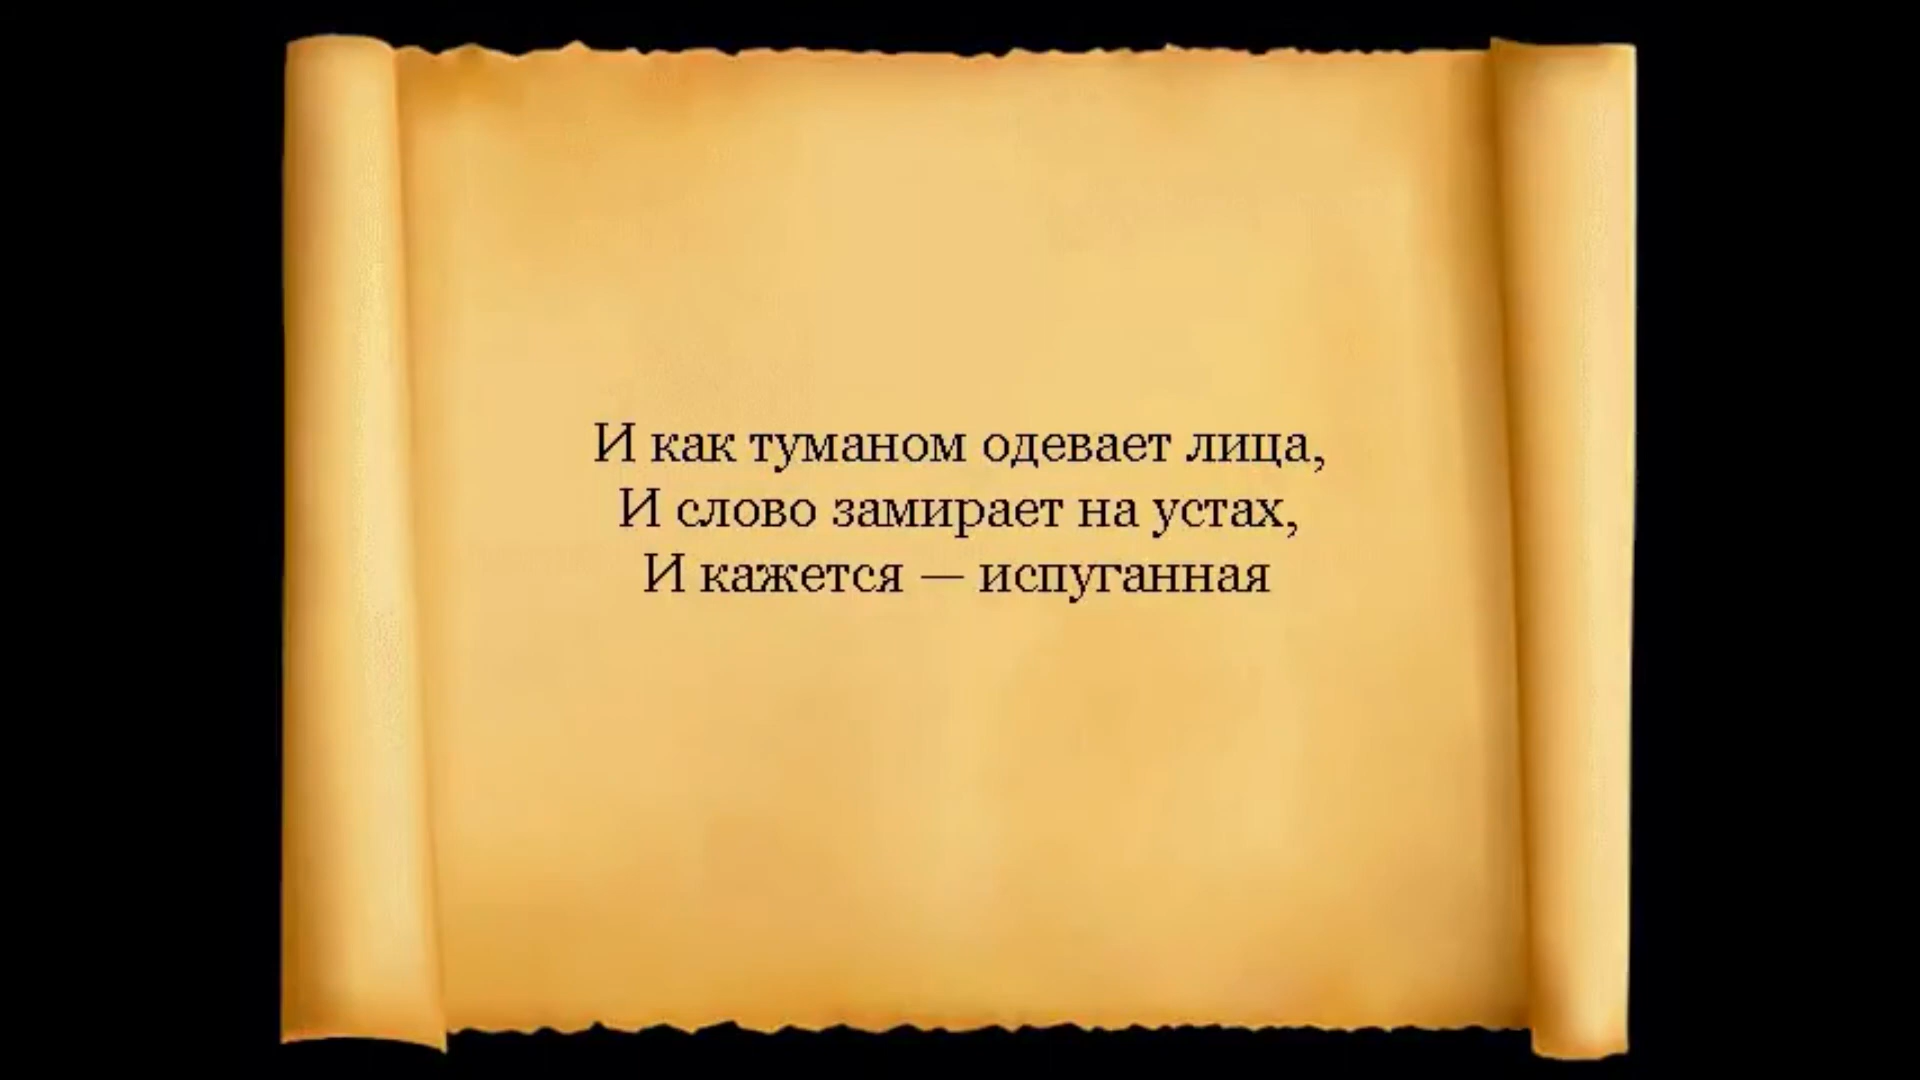 И как туманом одевает лица,
И слово замирает на устах,
И кажется — испуганная